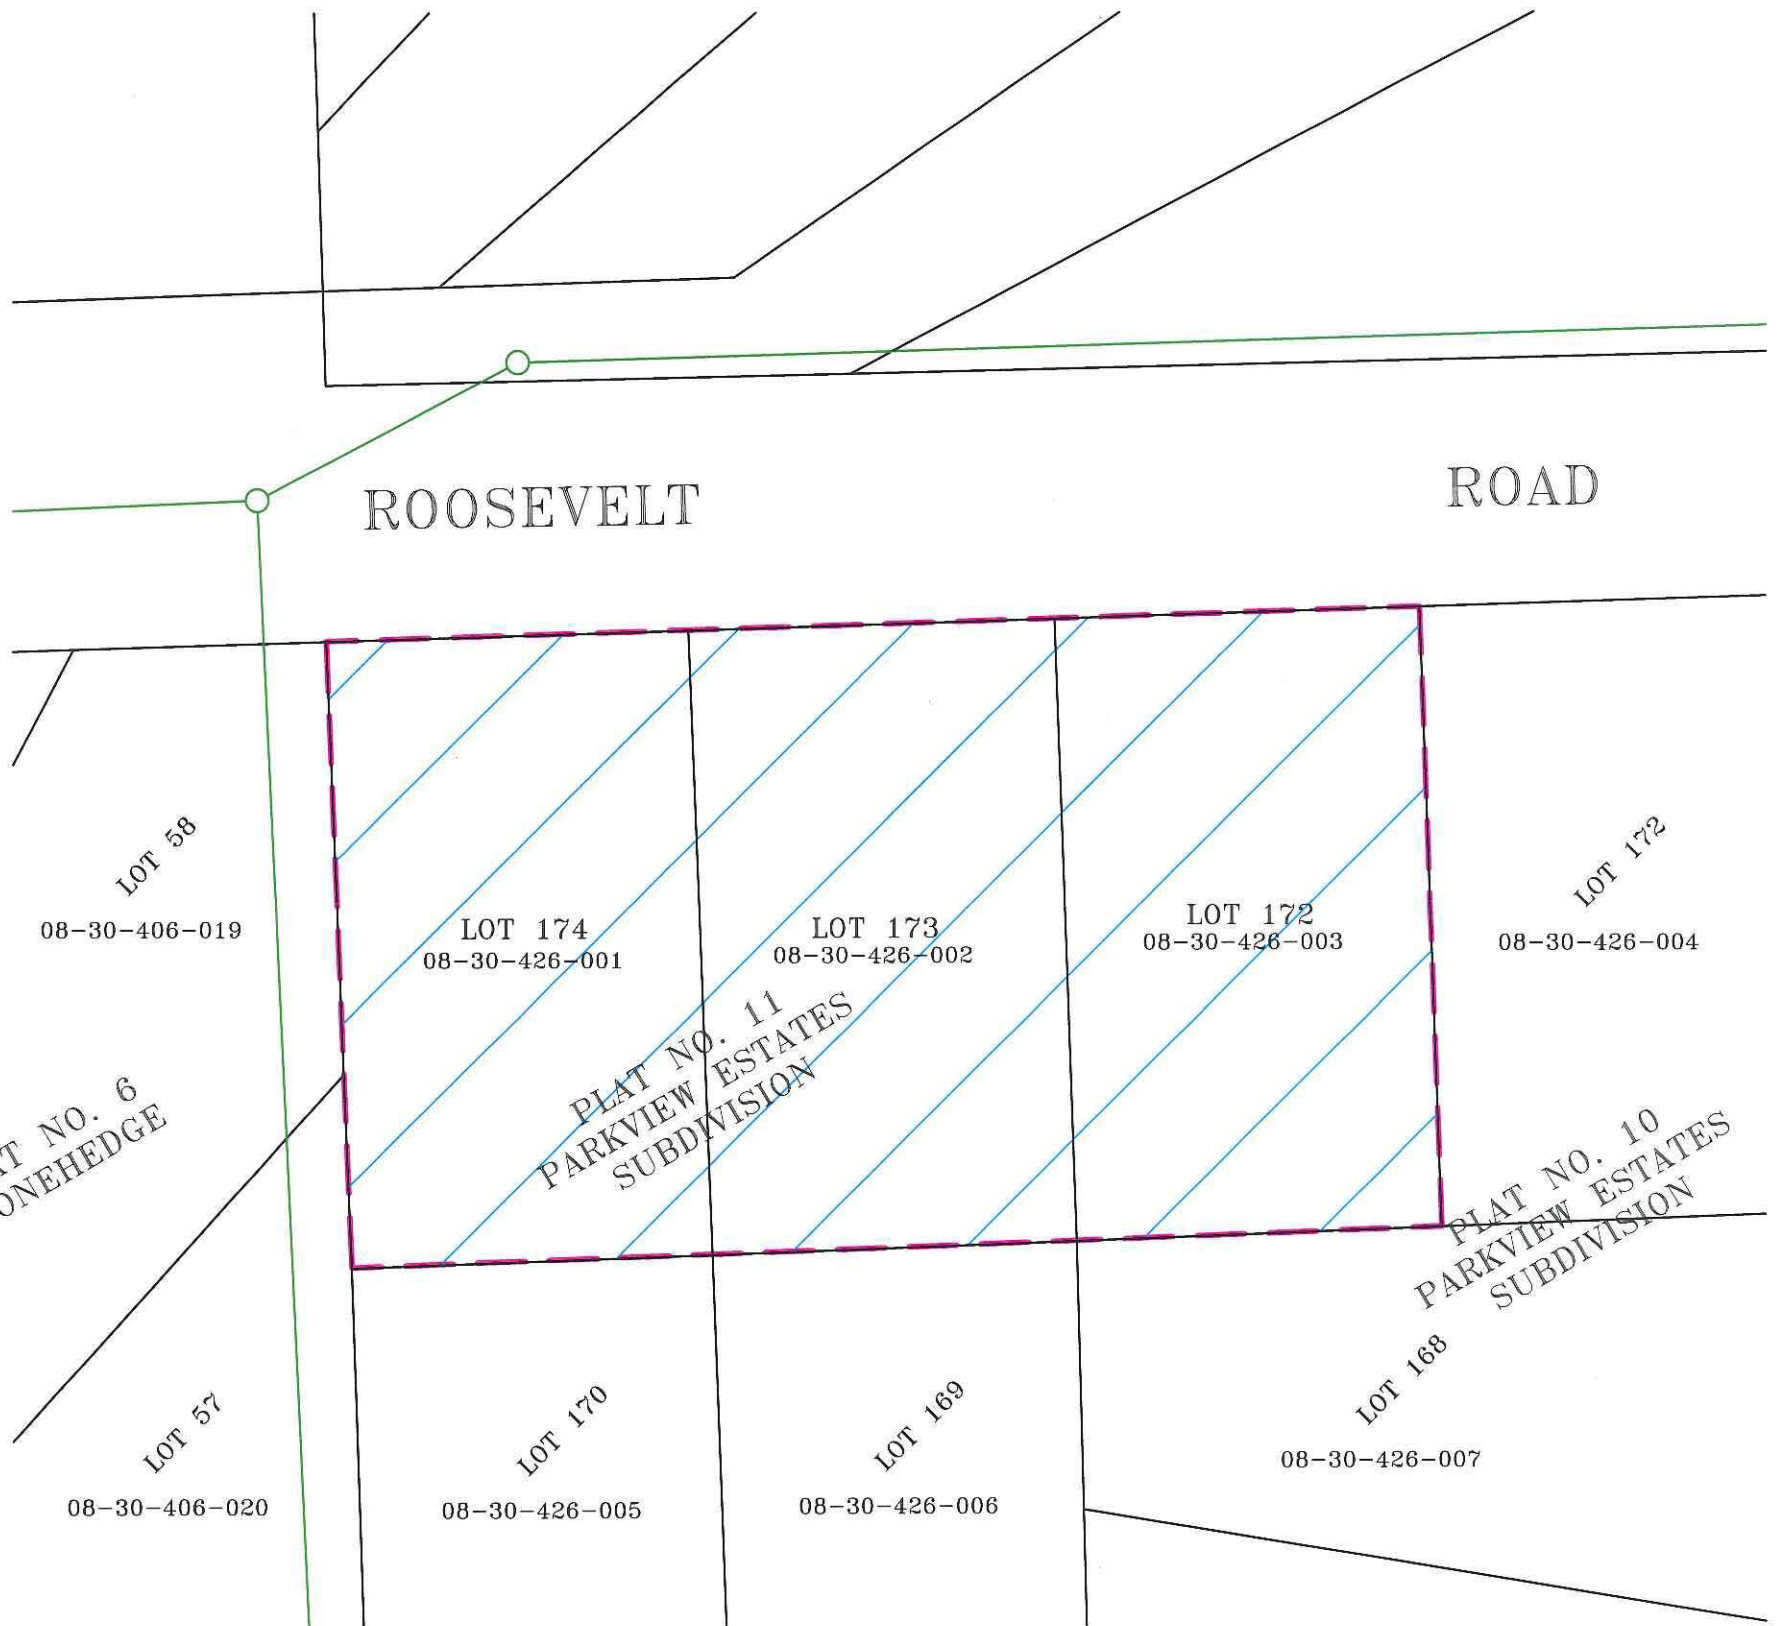 ROOSEVELT
ROAD
LOT 58
08-30-406-019
LOT 174
08-30-426-001
LOT 173
08-30-426-002
LOT 172
08-30-426-003
LOT 172
08-30-426-004
PLAT NO. 11
PARKVIEW ESTATES
SUBDIVISION
NO. 6
PLAT NO. 10
PARKVIEW ESTATES
SUBDIVISION
LOT 57
08-30-406-020
LOT 170
08-30-426-005
LOT 169
08-30-426-006
LOT 168
08-30-426-007